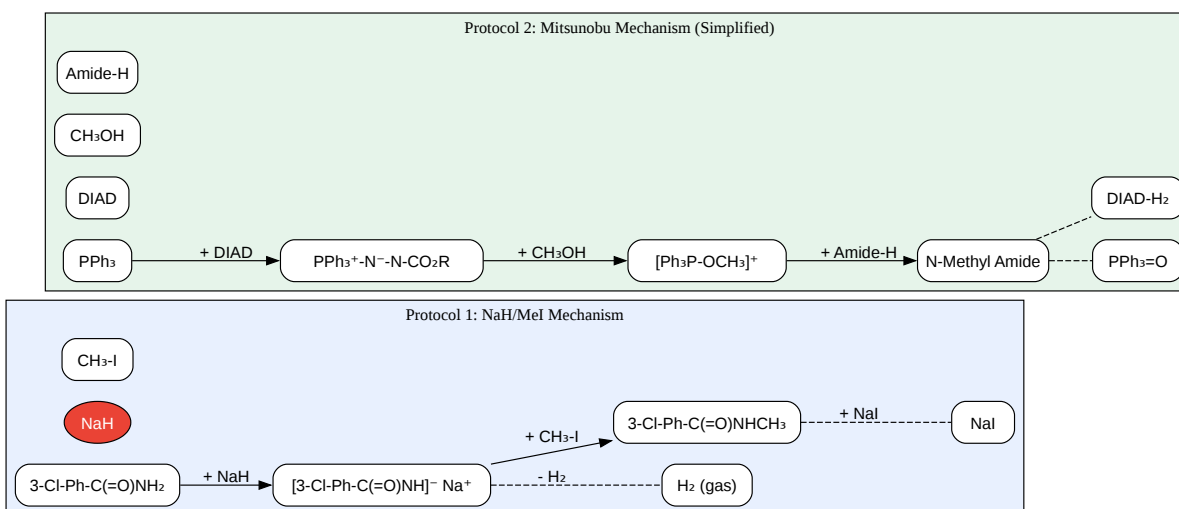 Protocol 2: Mitsunobu Mechanism (Simplified)
Amide-H
CH₃OH
DIAD
DIAD-H₂
PPh₃
+ DIAD
PPh₃⁺-N⁻-N-CO₂R
+ CH₃OH
[Ph₃P-OCH₃]⁺
+ Amide-H
N-Methyl Amide
PPh₃=O
Protocol 1: NaH/MeI Mechanism
CH₃-I
NaH
+ CH₃-I
3-Cl-Ph-C(=O)NHCH₃
+ NaI
NaI
3-Cl-Ph-C(=O)NH₂
+ NaH
[3-Cl-Ph-C(=O)NH]⁻ Na⁺
- H₂
H₂ (gas)